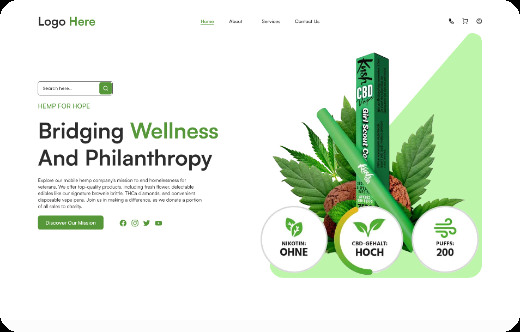 Logo Here
Home About Services Contact Us
Search here...
HEMP FOR HOPE
Bridging Wellness
And Philanthropy
Explore our mobile hemp company's mission to end homelessness for
veterans. We offer top-quality products, including fresh flower, delectable
edibles like our signature brown-e brittle, THCa diamonds, and convenient
disposable vape pens. Join us in making a difference, as we donate a portion
of all sales to charity.
Discover Our Mission
Kush
CBD
Vape
Girl Scout Co
NIKOTIN:
OHNE
CBD-GEHALT:
HOCH
PUFFS:
200